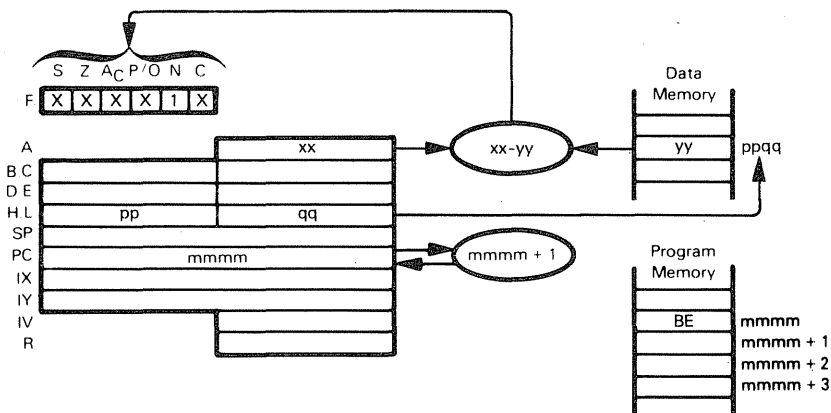 S Z AC P/O N C
F X X X X 1 X
Data
Memory
A xx
xx-yy
yy ppqq
B C
D E
H L pp qq
SP
PC mmmm
mmmm + 1
IX
IY
IV
R
Program
Memory
BE mmmm
mmmm + 1
mmmm + 2
mmmm + 3